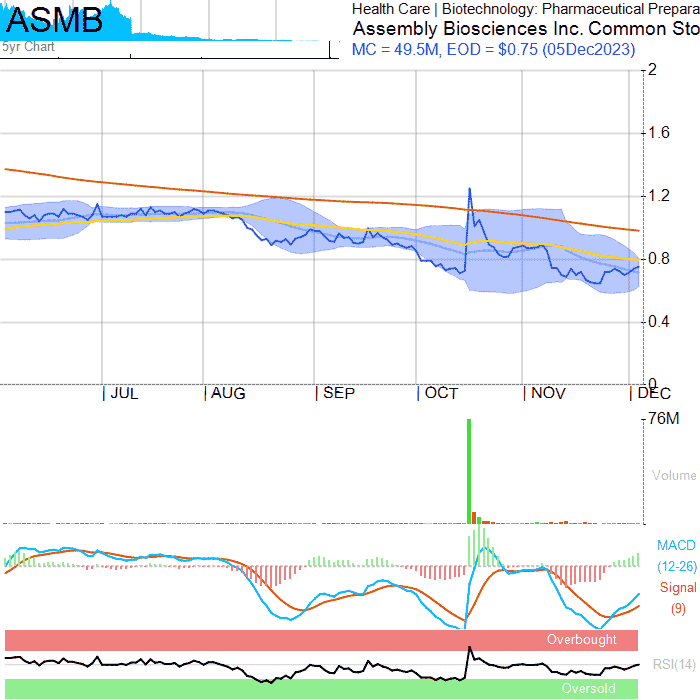 ASMB
5yr Chart
Health Care | Biotechnology: Pharmaceutical Prepara
Assembly Biosciences Inc. Common Sto
MC = 49.5M, EOD = $0.75 (05Dec2023)
2
1.6
1.2
0.8
0.4
0
JUL AUG SEP OCT NOV DEC
76M
Volume
MACD
(12-26)
Signal
(9)
Overbought
RSI(14)
Oversold